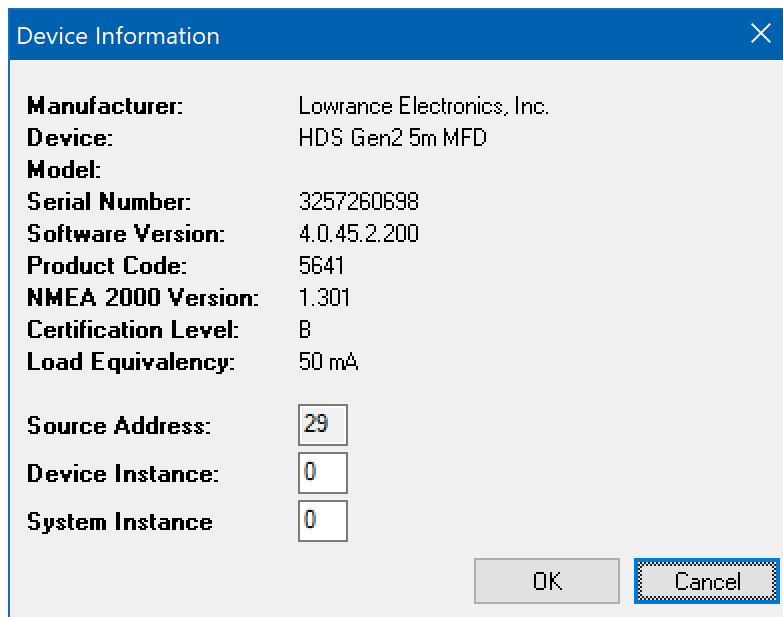 Device Information
Manufacturer: Lowrance Electronics, Inc.
Device: HDS Gen2 5m MFD
Model:
Serial Number: 3257260698
Software Version: 4.0.45.2.200
Product Code: 5641
NMEA 2000 Version: 1.301
Certification Level: B
Load Equivalency: 50 mA
Source Address: 29
Device Instance: 0
System Instance 0
OK Cancel